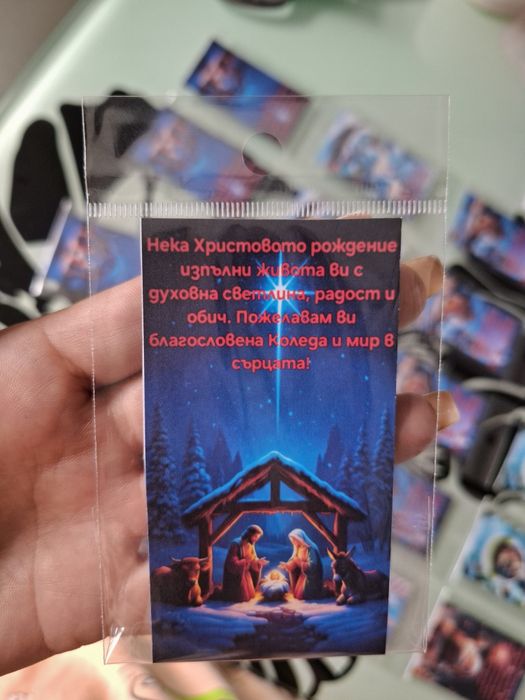 Нека Христовото рождение
изпълни живота ви с
духовна светлина, радост и
обич. Пожелавам ви
благословена Коледа и мир в
сърцата!